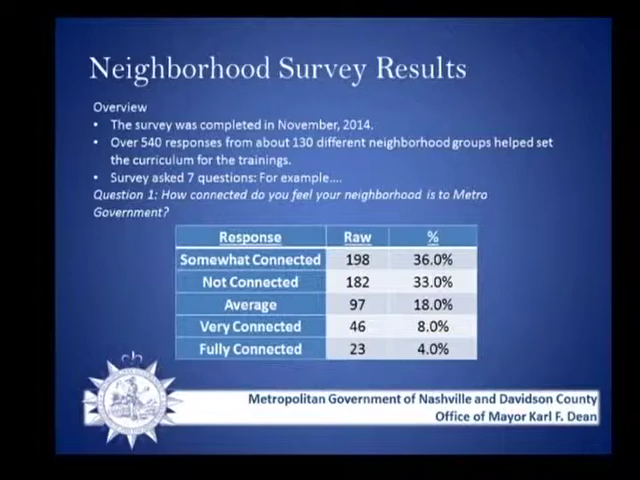 Neighborhood Survey Results
Overview
• The survey was completed in November, 2014.
• Over 540 responses from about 130 different neighborhood groups helped set
the curriculum for the trainings.
• Survey asked 7 questions: For example....
Question 1: How connected do you feel your neighborhood is to Metro
Government?
Response Raw %
Somewhat Connected 198 36.0%
Not Connected 182 33.0%
Average 97 18.0%
Very Connected 46 8.0%
Fully Connected 23 4.0%
Metropolitan Government of Nashville and Davidson County
Office of Mayor Karl F. Dean